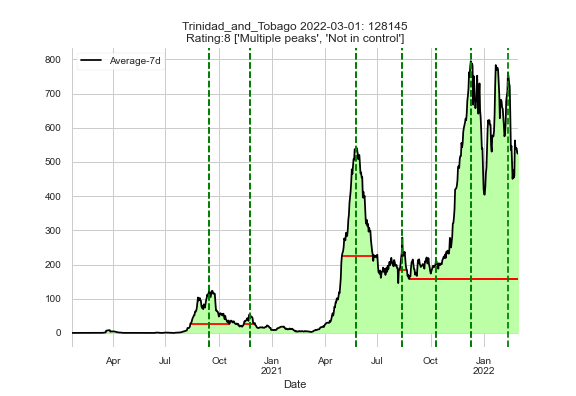 Trinidad_and_Tobago 2022-03-01: 128145
Rating:8 ['Multiple peaks', 'Not in control']
Average-7d
800
700
600
500
400
300
200
100
0
Apr Jul Oct Jan Apr Jul Oct Jan
2021 2022
Date